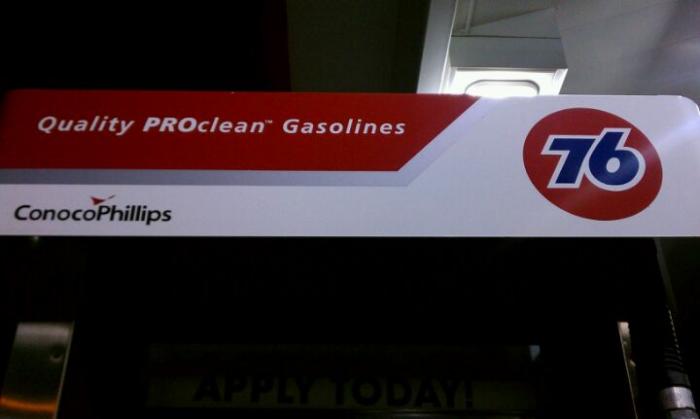 Quality PROclean™ Gasolines
76
ConocoPhillips
APPLY TODAY!